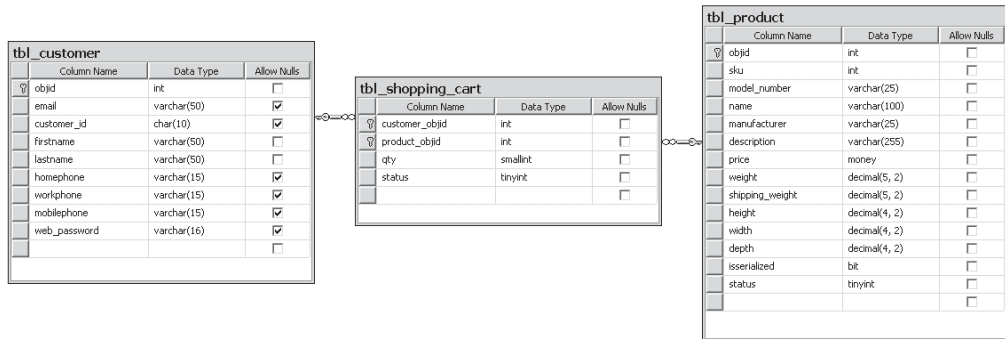 tbl_customer
Column Name Data Type Allow Nulls
objid int
email varchar(50)
customer_id char(10)
firstname varchar(50)
lastname varchar(50)
homephone varchar(15)
workphone varchar(15)
mobilephone varchar(15)
web_password varchar(16)
tbl_shopping_cart
Column Name Data Type Allow Nulls
customer_objid int
product_objid int
qty smallint
status tinyint
tbl_product
Column Name Data Type Allow Nulls
objid int
sku int
model_number varchar(25)
name varchar(100)
manufacturer varchar(25)
description varchar(255)
price money
weight decimal(5, 2)
shipping_weight decimal(5, 2)
height decimal(4, 2)
width decimal(4, 2)
depth decimal(4, 2)
isserialized bit
status tinyint